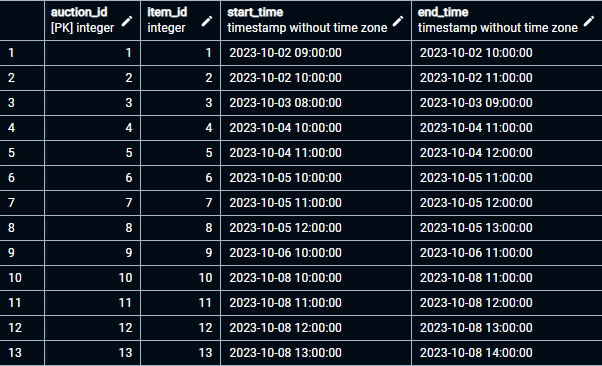 auction_id item_id start_time end_time
[PK] integer integer timestamp without time zone timestamp without time zone
1 1 1 2023-10-02 09:00:00 2023-10-02 10:00:00
2 2 2 2023-10-02 10:00:00 2023-10-02 11:00:00
3 3 3 2023-10-03 08:00:00 2023-10-03 09:00:00
4 4 4 2023-10-04 10:00:00 2023-10-04 11:00:00
5 5 5 2023-10-04 11:00:00 2023-10-04 12:00:00
6 6 6 2023-10-05 10:00:00 2023-10-05 11:00:00
7 7 7 2023-10-05 11:00:00 2023-10-05 12:00:00
8 8 8 2023-10-05 12:00:00 2023-10-05 13:00:00
9 9 9 2023-10-06 10:00:00 2023-10-06 11:00:00
10 10 10 2023-10-08 10:00:00 2023-10-08 11:00:00
11 11 11 2023-10-08 11:00:00 2023-10-08 12:00:00
12 12 12 2023-10-08 12:00:00 2023-10-08 13:00:00
13 13 13 2023-10-08 13:00:00 2023-10-08 14:00:00